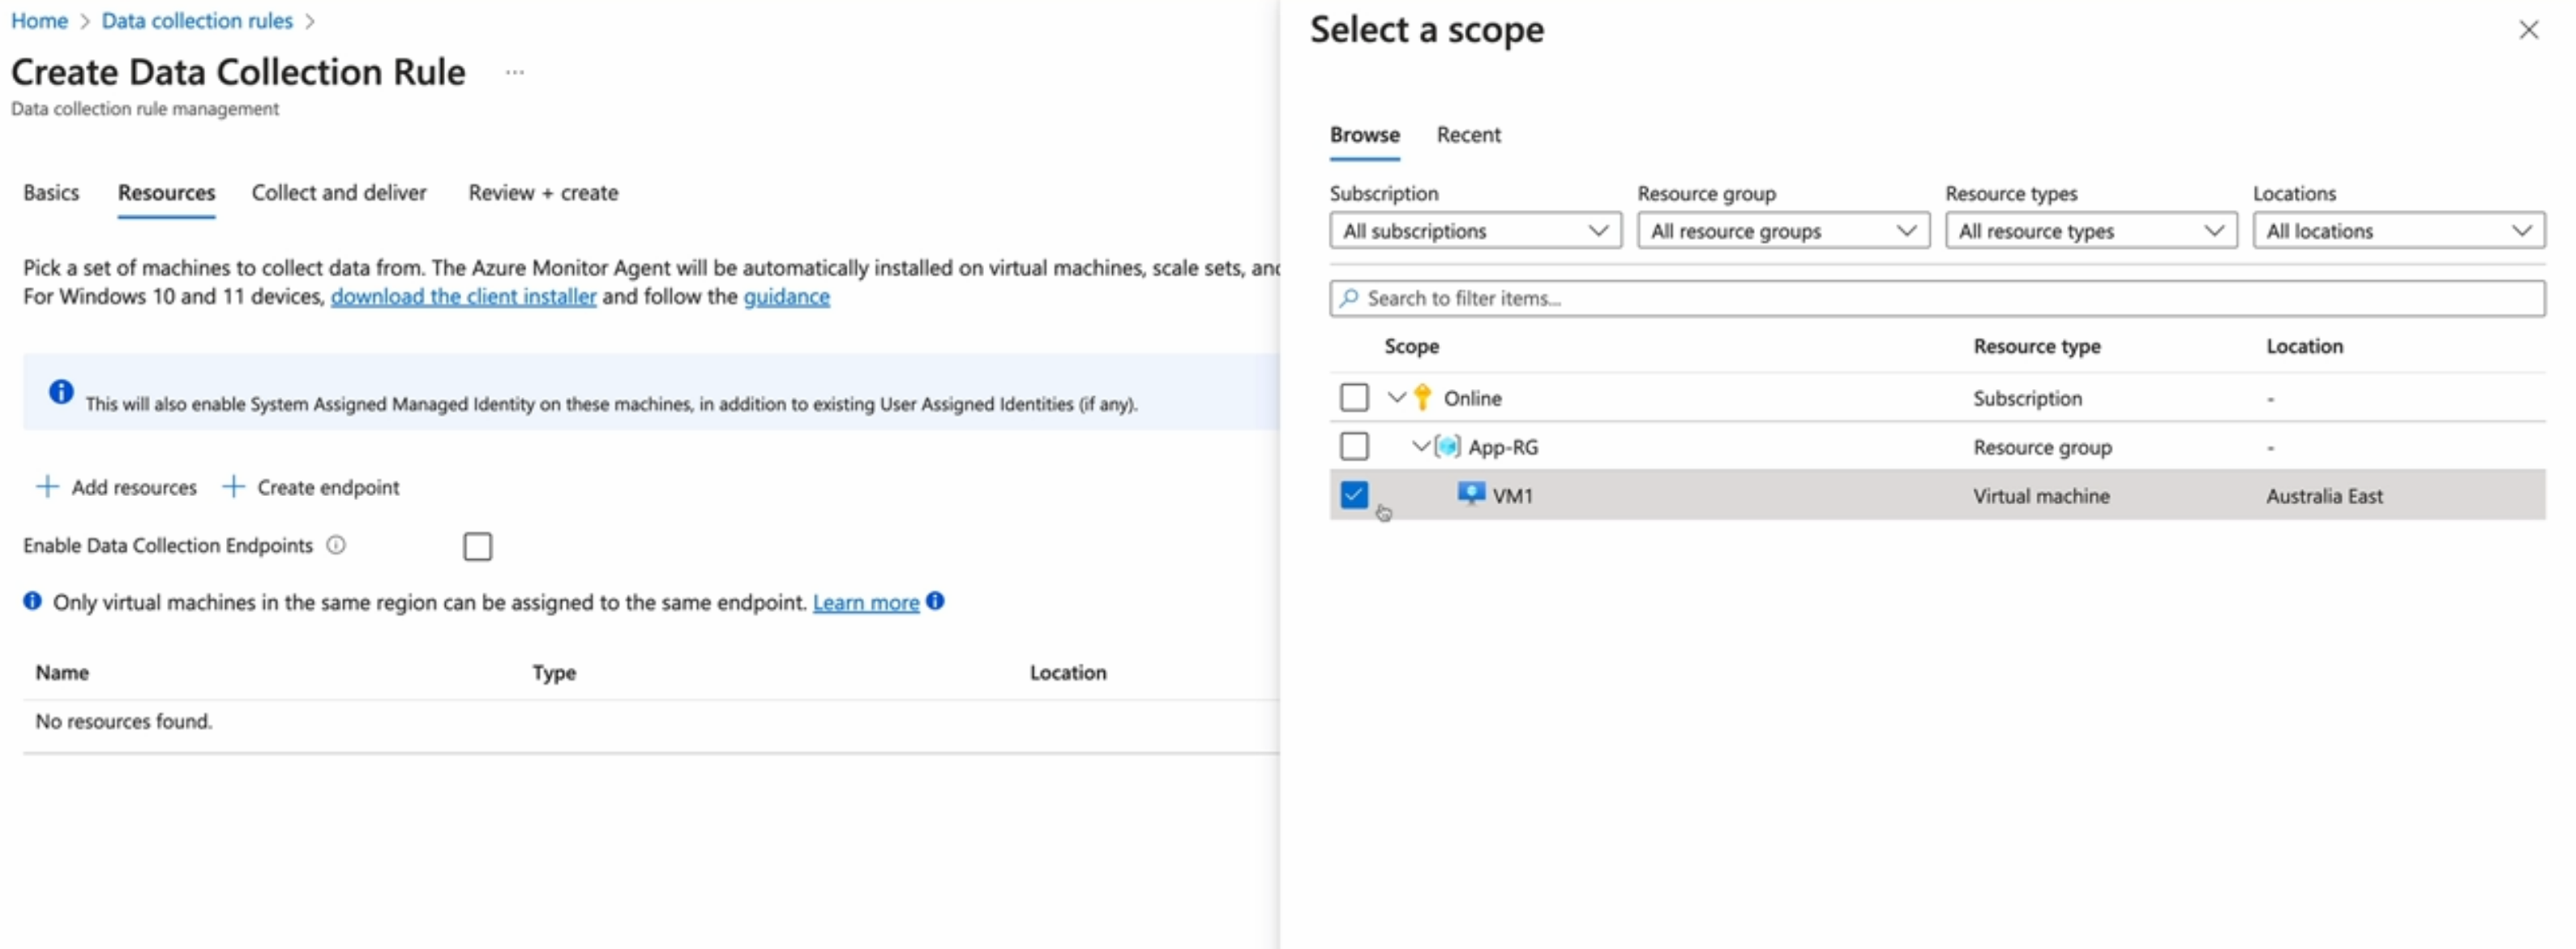 Home > Data collection rules >
Create Data Collection Rule ...
Data collection rule management
Basics Resources Collect and deliver Review + create
Pick a set of machines to collect data from. The Azure Monitor Agent will be automatically installed on virtual machines, scale sets, and
For Windows 10 and 11 devices, download the client installer and follow the guidance
This will also enable System Assigned Managed Identity on these machines, in addition to existing User Assigned Identities (if any).
+ Add resources + Create endpoint
Enable Data Collection Endpoints
Only virtual machines in the same region can be assigned to the same endpoint. Learn more
Name Type Location
No resources found.
Select a scope
Browse Recent
Subscription Resource group Resource types Locations
All subscriptions All resource groups All resource types All locations
Search to filter items...
Scope Resource type Location
Online Subscription -
App-RG Resource group -
VM1 Virtual machine Australia East